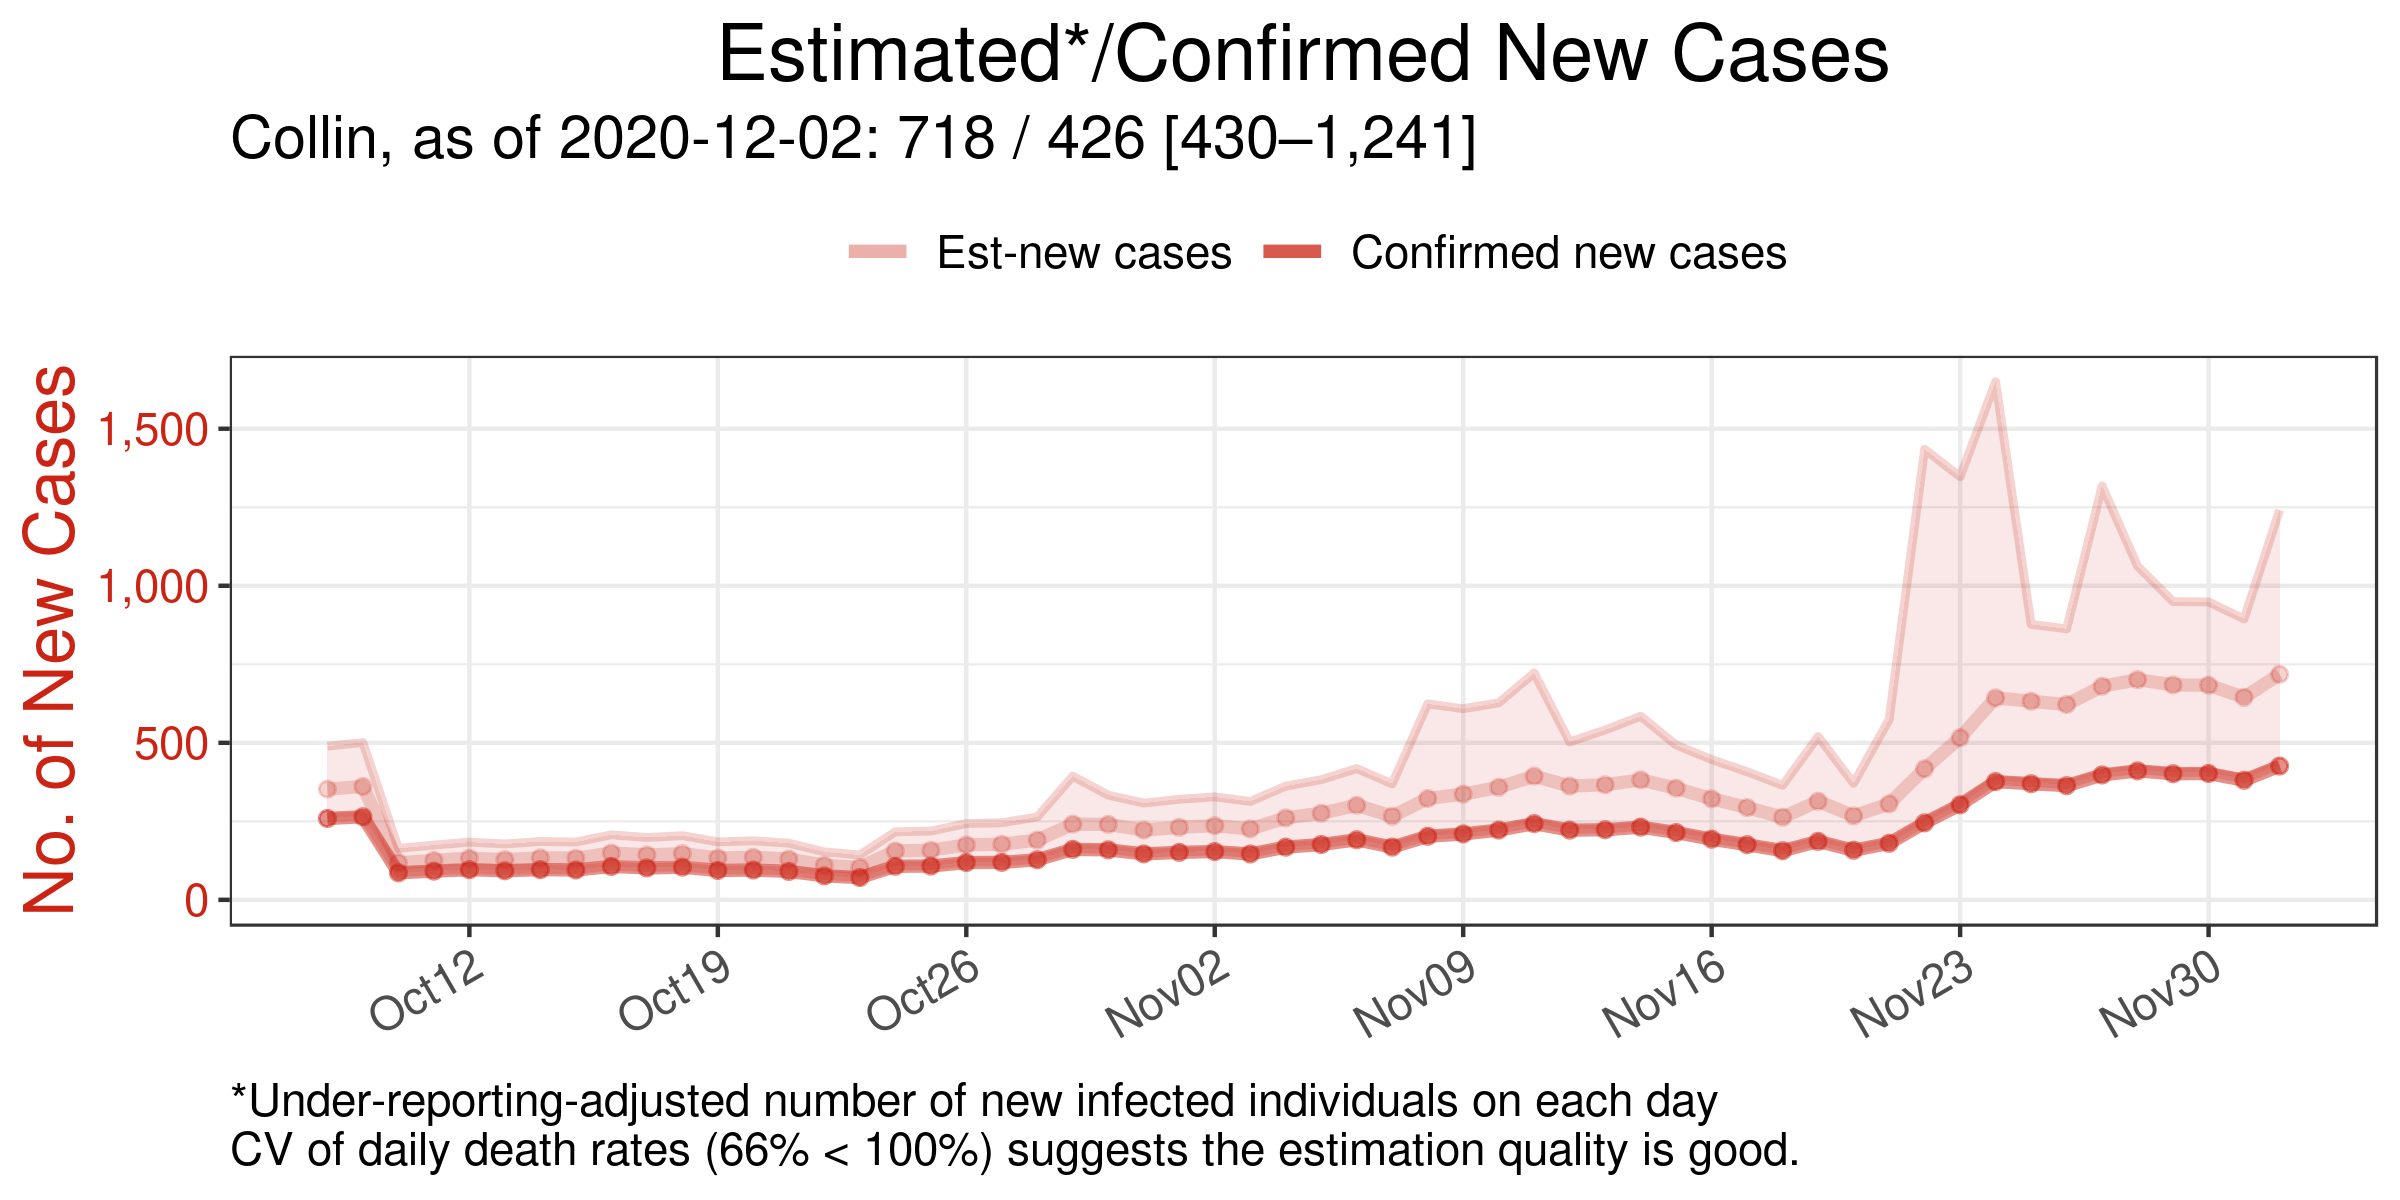 Estimated*/Confirmed New Cases
Collin, as of 2020-12-02: 718 / 426 [430–1,241]
Est-new cases Confirmed new cases
No. of New Cases
1,500
1,000
500
0
Oct12 Oct19 Oct26 Nov02 Nov09 Nov16 Nov23 Nov30
*Under-reporting-adjusted number of new infected individuals on each day
CV of daily death rates (66% < 100%) suggests the estimation quality is good.